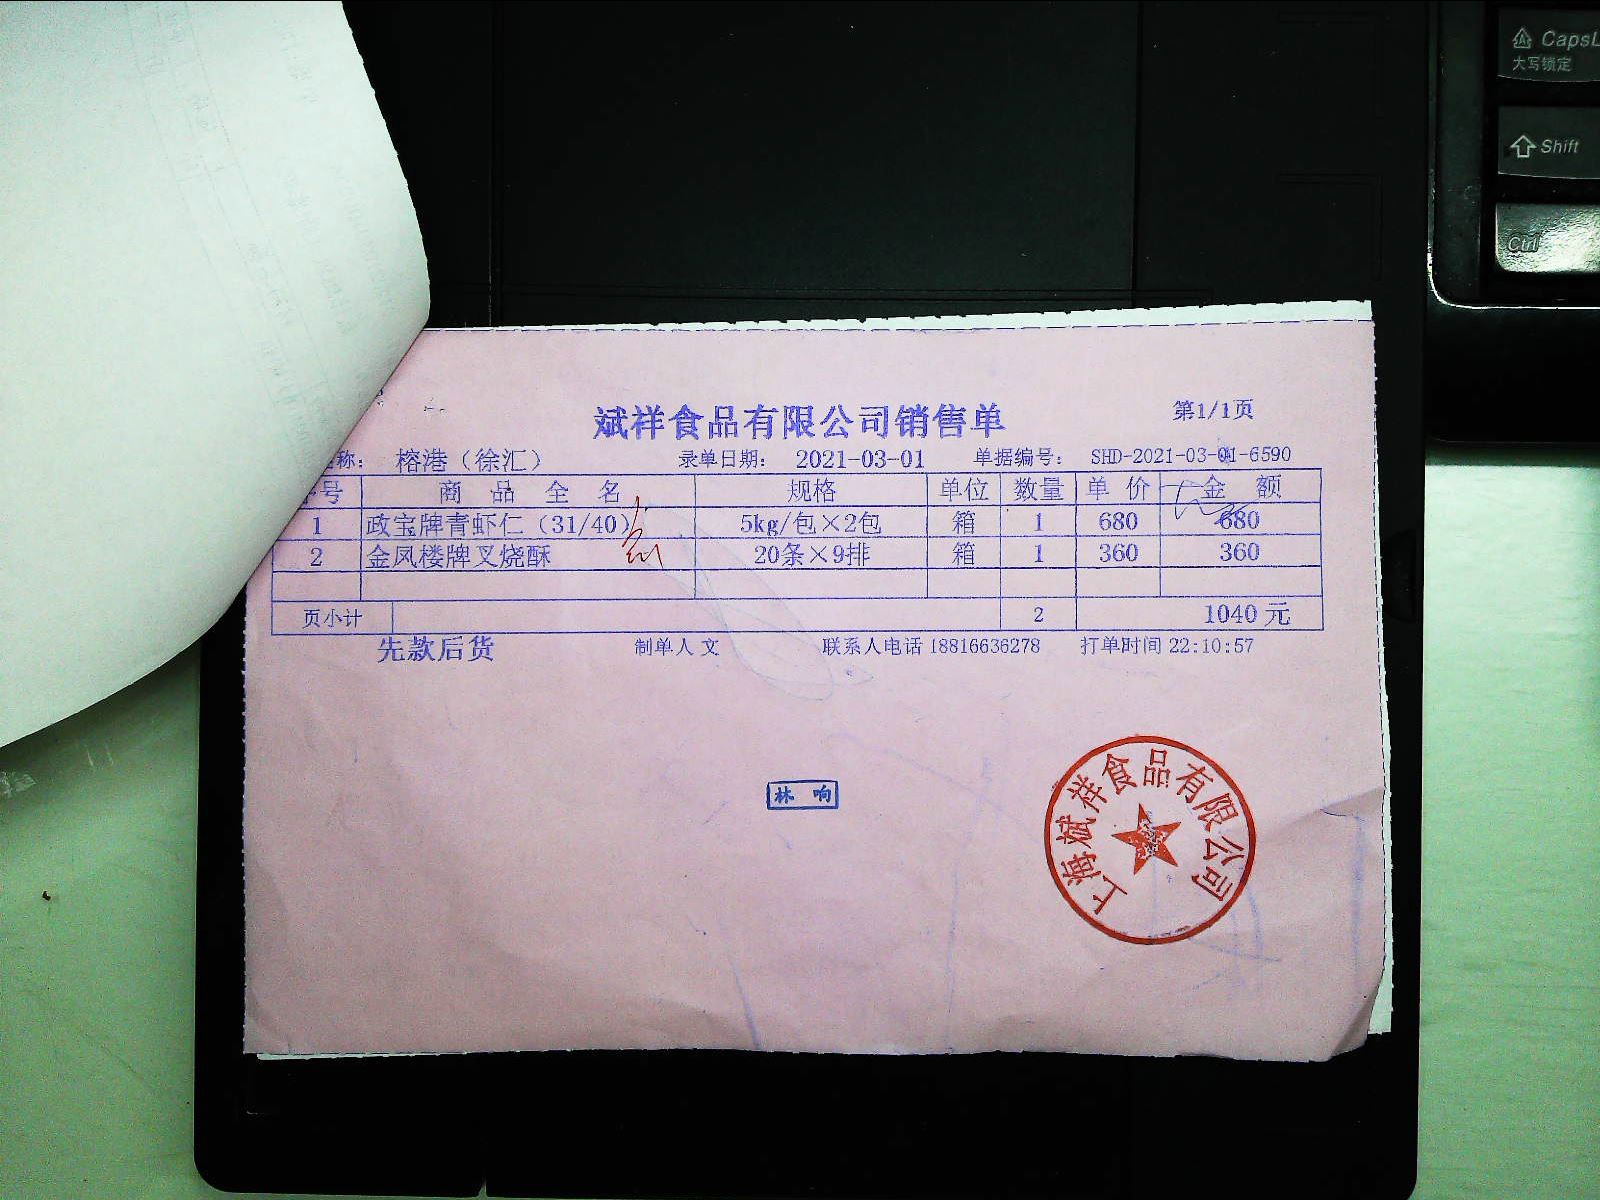 CapsL
大写锁定
Shift
Ctrl
斌祥食品有限公司销售单
第1/1页
称： 榕港（徐汇） 录单日期： 2021-03-01 单据编号： SHD-2021-03-01-6590
号 商 品 全 名 规格 单位 数量 单 价 金 额
1 政宝牌青虾仁（31/40） 5kg/包×2包 箱 1 680 680
2 金凤楼牌叉烧酥 20条×9排 箱 1 360 360
页小计 2 1040 元
先款后货 制单人 文 联系人电话 18816636278 打单时间 22:10:57
林 响
上海斌祥食品有限公司